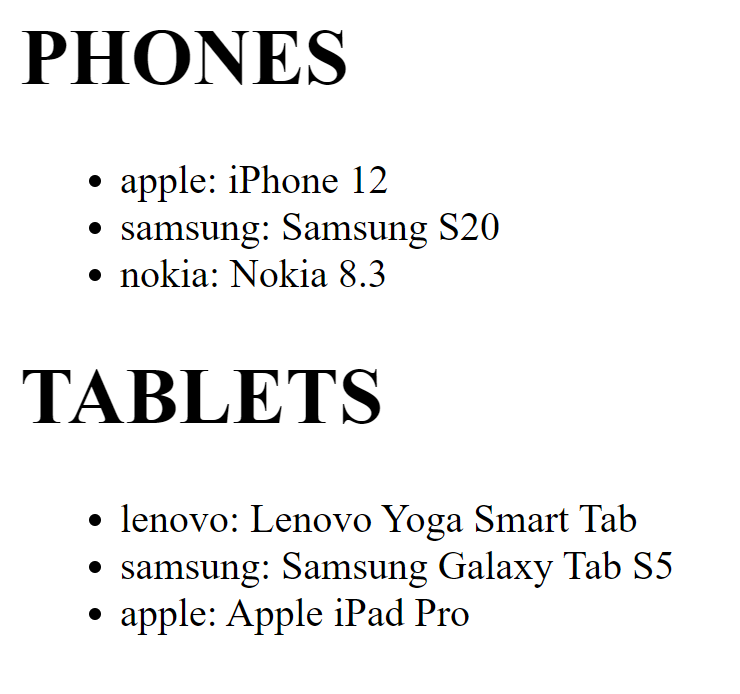 PHONES
apple: iPhone 12
samsung: Samsung S20
nokia: Nokia 8.3
TABLETS
lenovo: Lenovo Yoga Smart Tab
samsung: Samsung Galaxy Tab S5
apple: Apple iPad Pro